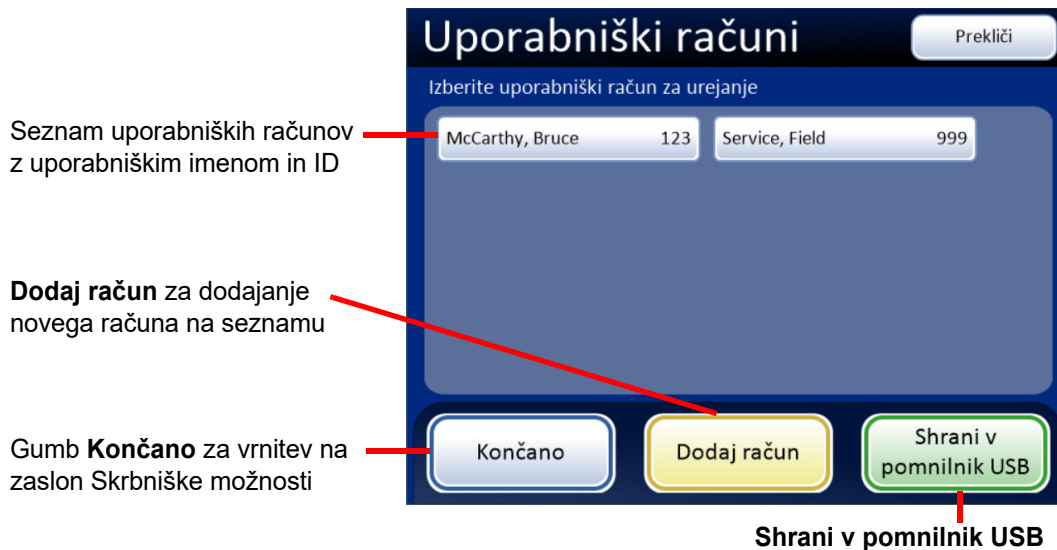 Uporabniški računi
Prekliči
Izberite uporabniški račun za urejanje
Seznam uporabniških računov
z uporabniškim imenom in ID
McCarthy, Bruce 123
Service, Field 999
Dodaj račun za dodajanje
novega računa na seznamu
Gumb Končano za vrnitev na
zaslon Skrbniške možnosti
Končano
Dodaj račun
Shrani v
pomnilnik USB
Shrani v pomnilnik USB